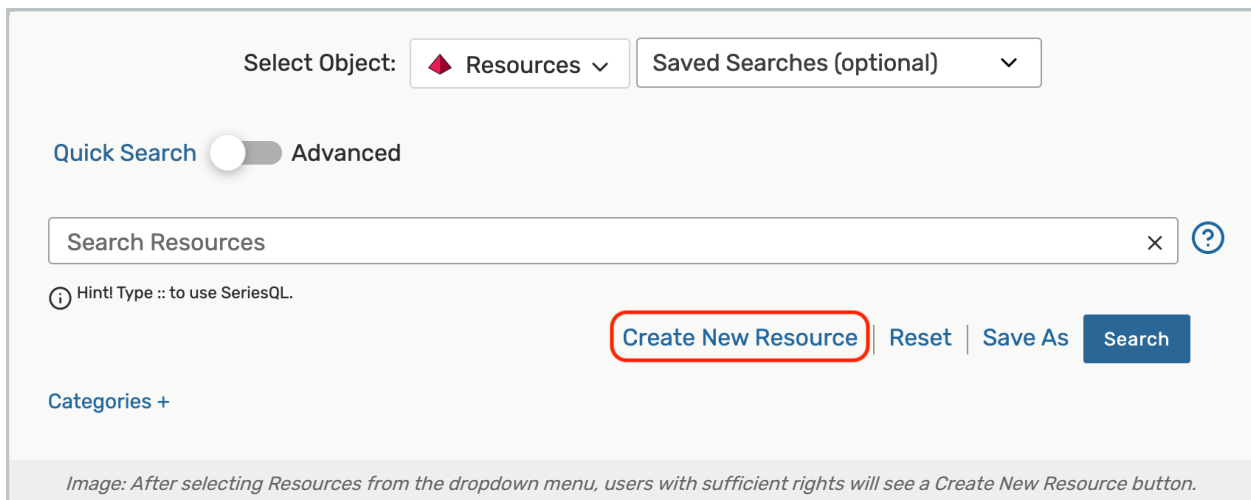 Select Object: Resources Saved Searches (optional)
Quick Search Advanced
Search Resources
Hint! Type :: to use SeriesQL.
Create New Resource | Reset | Save As Search
Categories +
Image: After selecting Resources from the dropdown menu, users with sufficient rights will see a Create New Resource button.